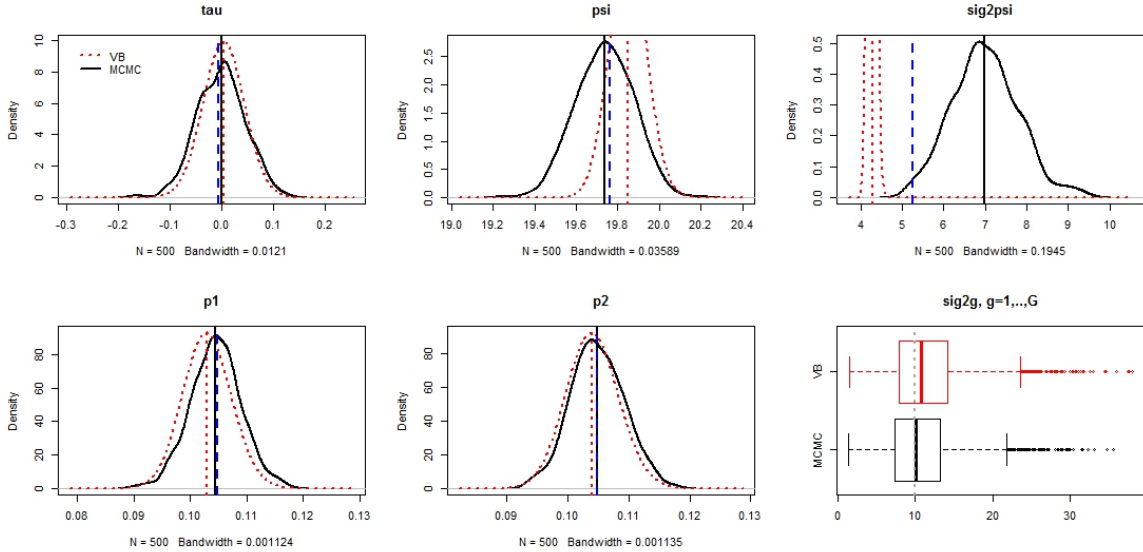 tau
psi
sig2psi
VB
MCMC
Density
0 2 4 6 8 10
-0.3 -0.2 -0.1 0.0 0.1 0.2
N = 500 Bandwidth = 0.0121
Density
0.0 0.5 1.0 1.5 2.0 2.5
19.0 19.2 19.4 19.6 19.8 20.0 20.2 20.4
N = 500 Bandwidth = 0.03589
Density
0.0 0.1 0.2 0.3 0.4 0.5
4 5 6 7 8 9 10
N = 500 Bandwidth = 0.1945
p1
p2
sig2g, g=1,..,G
Density
0 20 40 60 80
0.08 0.09 0.10 0.11 0.12 0.13
N = 500 Bandwidth = 0.001124
Density
0 20 40 60 80
0.09 0.10 0.11 0.12 0.13
N = 500 Bandwidth = 0.001135
VB
MCMC
0 10 20 30